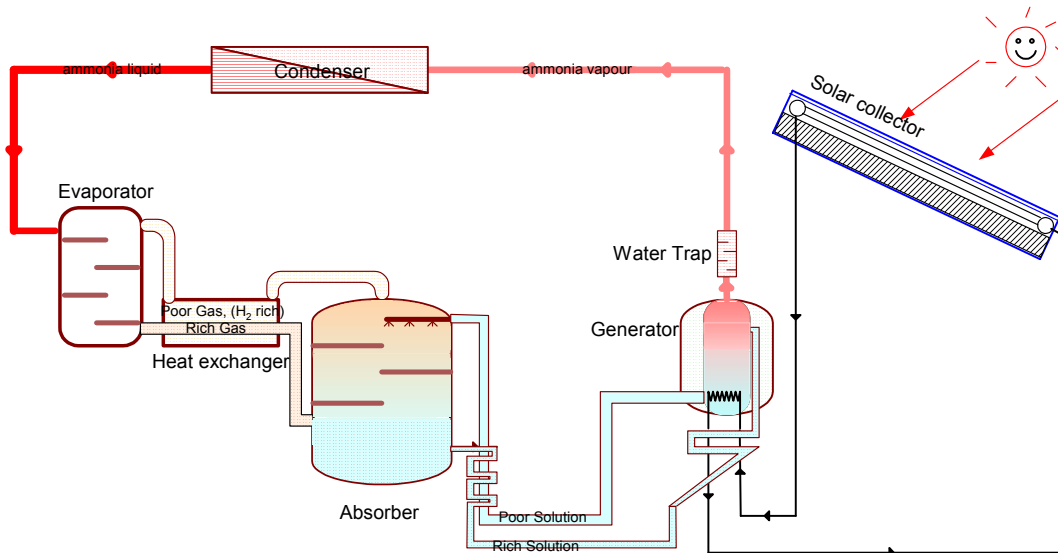 ammonia liquid
Condenser
ammonia vapour
Solar collector
Evaporator
Water Trap
Poor Gas, (H₂ rich)
Rich Gas
Heat exchanger
Generator
Absorber
Poor Solution
Rich Solution